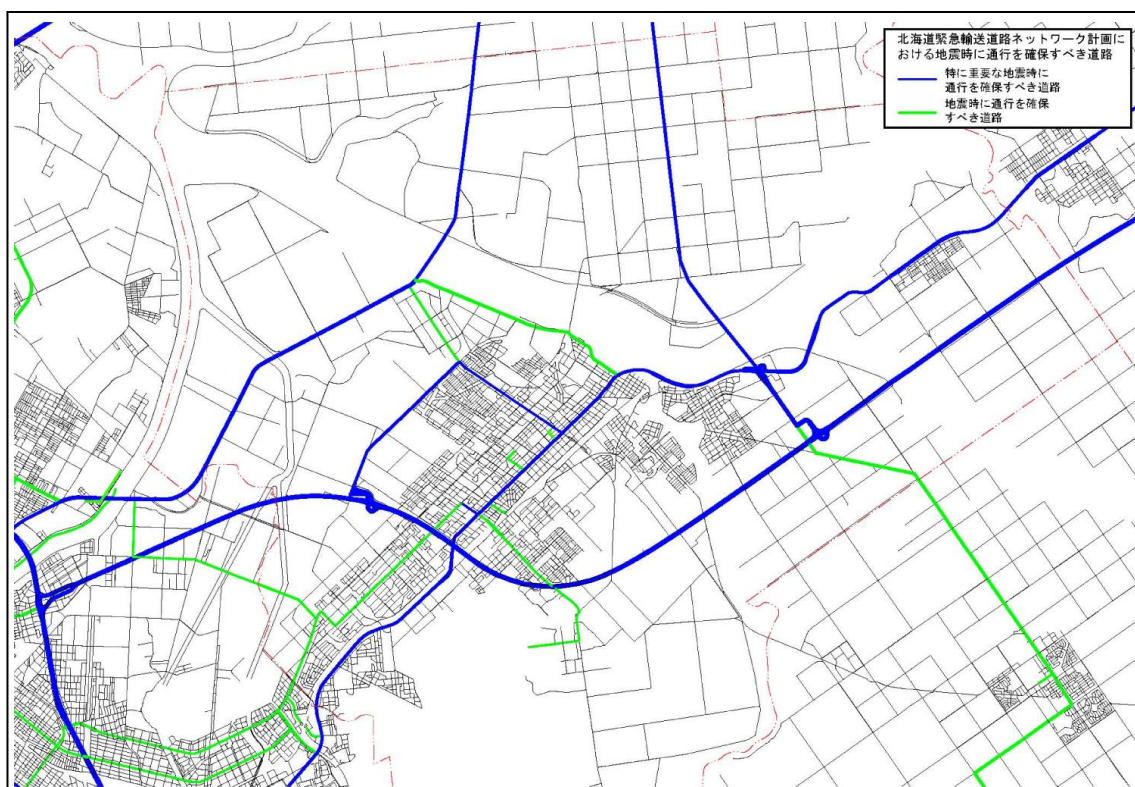 北海道緊急輸送道路ネットワーク計画に
おける地震時に通行を確保すべき道路
特に重要な地震時に
通行を確保すべき道路
地震時に通行を確保
すべき道路